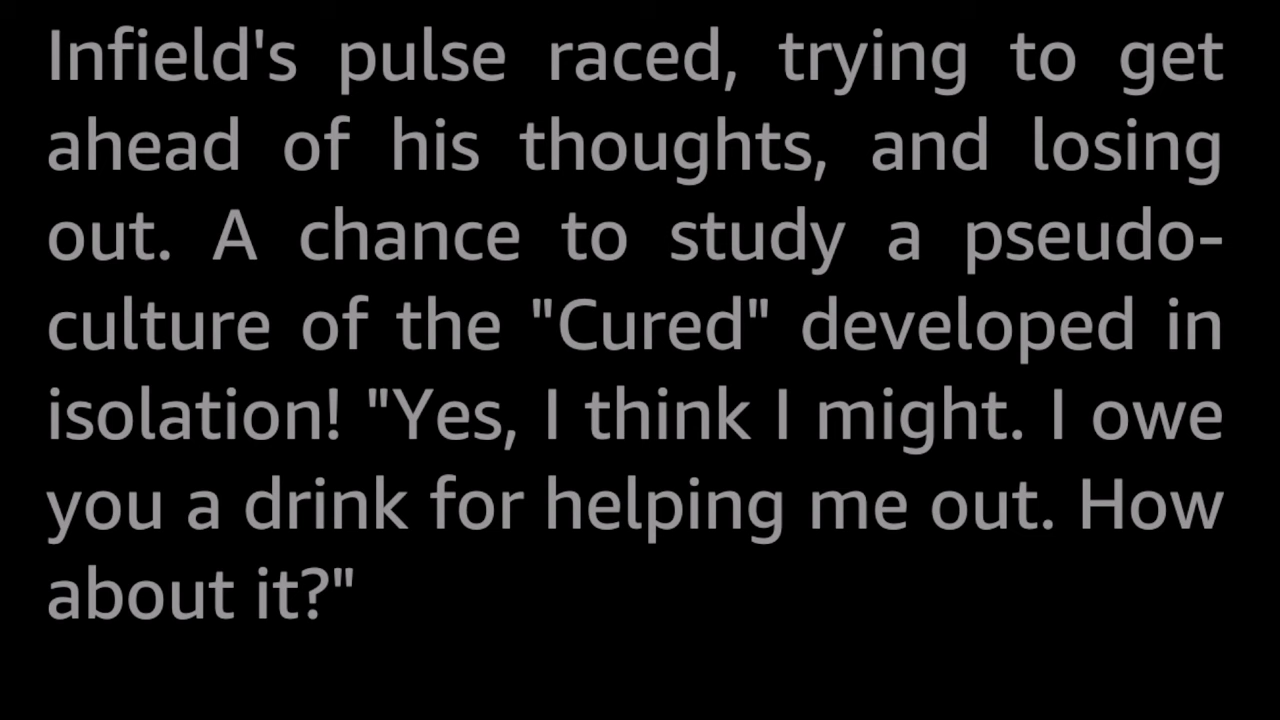 Infield's pulse raced, trying to get
ahead of his thoughts, and losing
out. A chance to study a pseudo-
culture of the "Cured" developed in
isolation! "Yes, I think I might. I owe
you a drink for helping me out. How
about it?"